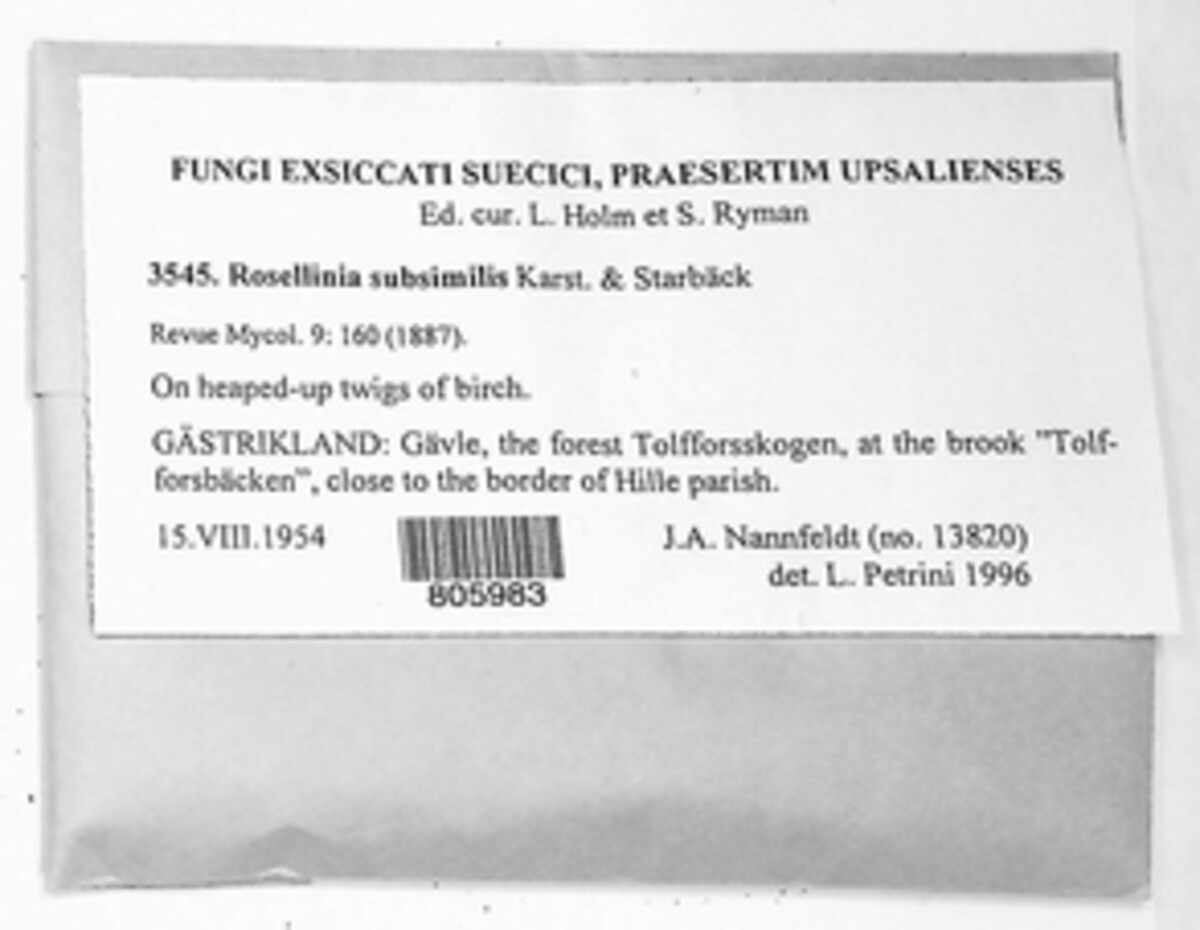 FUNGI EXSICCATI SUECICI, PRAESERTIM UPSALIENSES
Ed. cur. L. Holm et S. Ryman
3545. Rosellinia subsimilis Karst. & Starbäck
Revue Mycol. 9: 160 (1887).
On heaped-up twigs of birch.
GÄSTRIKLAND: Gävle, the forest Tolfforsskogen, at the brook "Tolf-
forsbäcken", close to the border of Hille parish.
15.VIII.1954
J.A. Nannfeldt (no. 13820)
det. L. Petrini 1996
805983